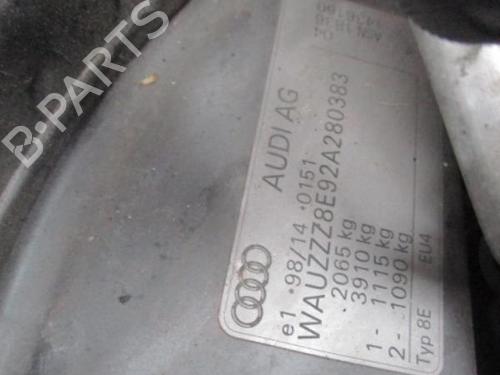 B-PARTS
AUDI AG
e1 *98/14 *0151
WAUZZZ8E92A280383
2065 kg
3910 kg
1- 1115 kg
2- 1090 kg
Typ 8E EU4